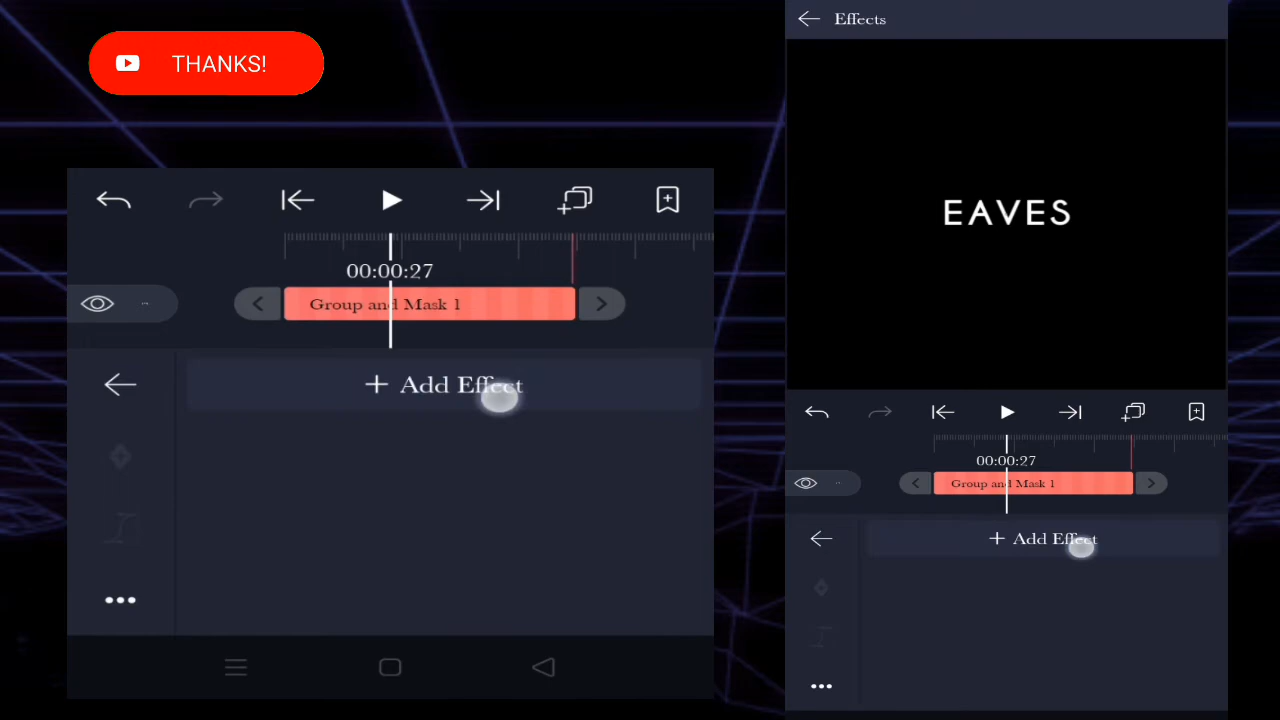 THANKS!
00:00:27
Group and Mask 1
+ Add Effect
Effects
EAVES
00:00:27
Group and Mask 1
+ Add Effect